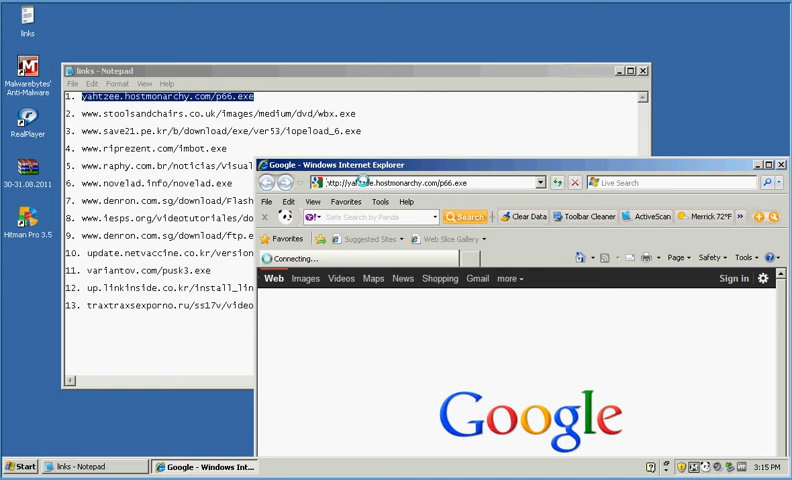 links
Malwarebytes'
Anti-Malware
RealPlayer
30-31.08.2011
Hitman Pro 3.5
links - Notepad
File Edit Format View Help
1. yahtzee.hostmonarchy.com/p66.exe
2. www.stoolsandchairs.co.uk/images/medium/dvd/wbx.exe
3. www.save21.pe.kr/b/download/exe/ver53/iopeload_6.exe
4. www.riprezent.com/imbot.exe
5. www.raphy.com.br/noticias/visual
6. www.novelad.info/novelad.exe
7. www.denron.com.sg/download/Flash
8. www.iesps.org/videotutoriales/do
9. www.denron.com.sg/download/ftp.e
10. update.netvaccine.co.kr/version
11. variantov.com/pusk3.exe
12. up.linkinside.co.kr/install_lin
13. traxtraxsexporno.ru/ss17v/video
Google - Windows Internet Explorer
http://yahtzee.hostmonarchy.com/p66.exe
Live Search
File Edit View Favorites Tools Help
Y! Safe Search by Panda Search Clear Data Toolbar Cleaner ActiveScan Merrick 72°F
Favorites Suggested Sites Web Slice Gallery
Connecting...
Page Safety Tools
Web Images Videos Maps News Shopping Gmail more Sign in
Google
Start links - Notepad Google - Windows Int... 3:15 PM